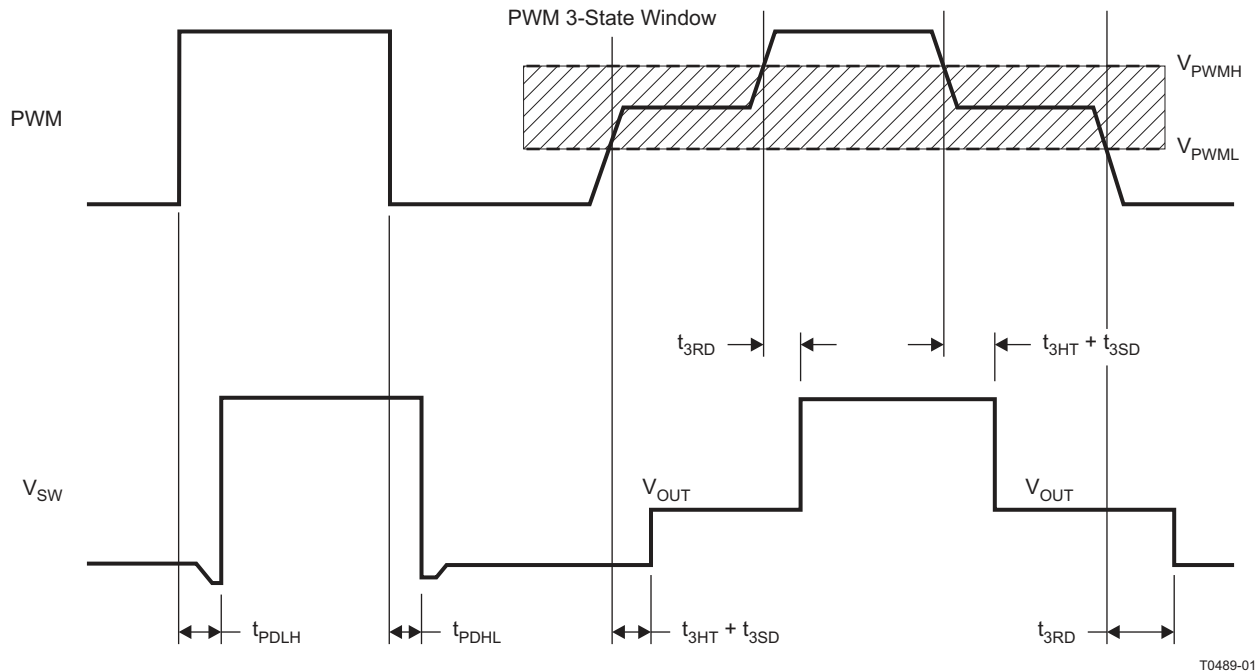 PWM 3-State Window
V_PWMH
PWM
V_PWML
t_3RD
t_3HT + t_3SD
V_SW
V_OUT
V_OUT
t_PDLH
t_PDHL
t_3HT + t_3SD
t_3RD
T0489-01